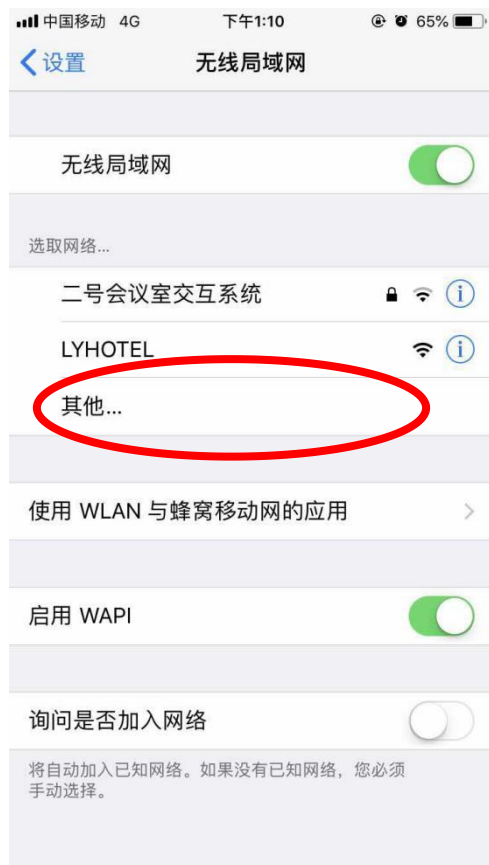 中国移动 4G 下午1:10 65%
设置 无线局域网
无线局域网
选取网络...
二号会议室交互系统
LYHOTEL
其他...
使用 WLAN 与蜂窝移动网的应用
启用 WAPI
询问是否加入网络
将自动加入已知网络。如果没有已知网络，您必须
手动选择。